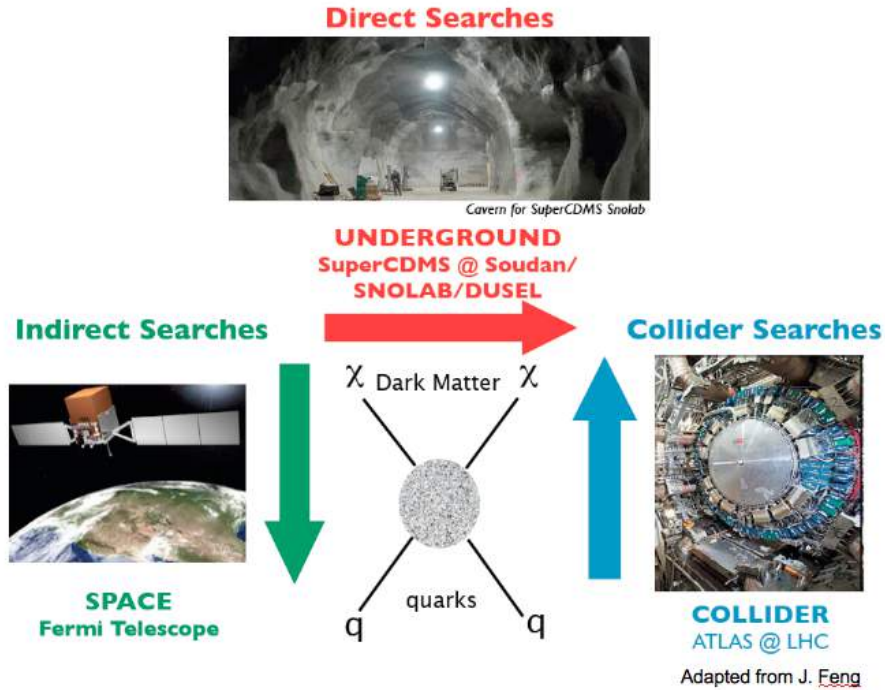 Direct Searches
Cavern for SuperCDMS Snolab
UNDERGROUND
SuperCDMS @ Soudan/
SNOLAB/DUSEL
Indirect Searches
Collider Searches
χ Dark Matter χ
quarks
q q
SPACE
Fermi Telescope
COLLIDER
ATLAS @ LHC
Adapted from J. Feng